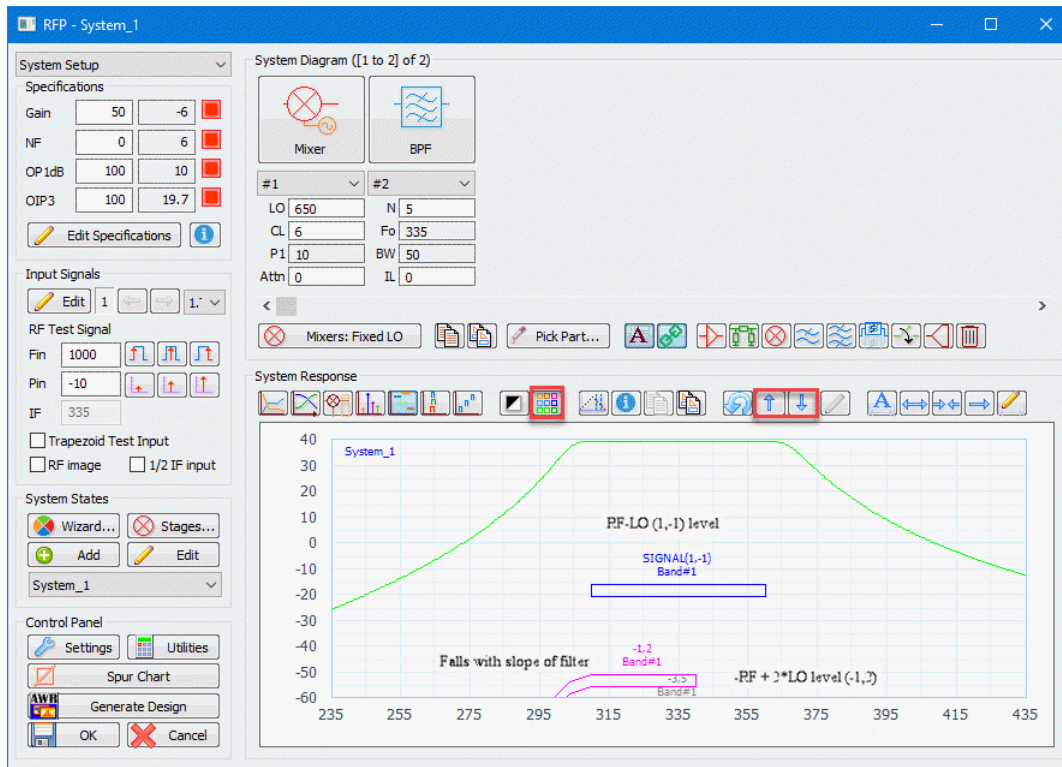 RFP - System_1
System Setup
Specifications
Gain 50 -6
NF 0 6
OP1dB 100 10
OIP3 100 19.7
Edit Specifications
Input Signals
Edit 1 1.
RF Test Signal
Fin 1000
Pin -10
IF 335
Trapezoid Test Input
RF image 1/2 IF input
System States
Wizard... Stages...
Add Edit
System_1
Control Panel
Settings Utilities
Spur Chart
AWR Generate Design
OK Cancel
System Diagram ([1 to 2] of 2)
Mixer BPF
#1 #2
LO 650 N 5
CL 6 Fo 335
P1 10 BW 50
Attn 0 IL 0
Mixers: Fixed LO Pick Part... A
System Response
A
40
30
20
10
0
-10
-20
-30
-40
-50
-60
System_1
RF-LO (1,-1) level
SIGNAL(1,-1)
Band#1
-1,2
Band#1
Falls with slope of filter
-3,5
Band#1
-RF + 2*LO level (-1,2)
235 255 275 295 315 335 355 375 395 415 435